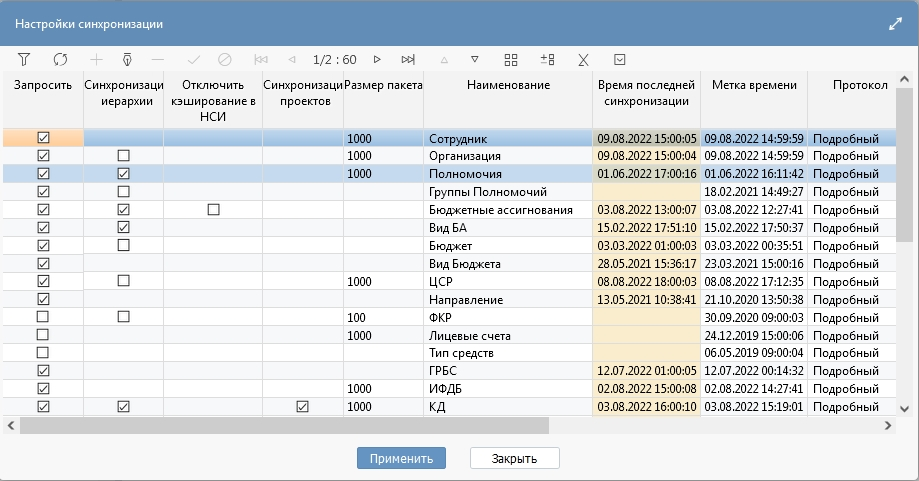 Настройки синхронизации
1/2 : 60
Запросить Синхронизаци иерархии Отключить кэширование в НСИ Синхронизаци проектов Размер пакета Наименование Время последней синхронизации Метка времени Протокол
1000 Сотрудник 09.08.2022 15:00:05 09.08.2022 14:59:59 Подробный
1000 Организация 09.08.2022 15:00:04 09.08.2022 14:59:59 Подробный
1000 Полномочия 01.06.2022 17:00:16 01.06.2022 16:11:42 Подробный
Группы Полномочий 18.02.2021 14:49:27 Подробный
Бюджетные ассигнования 03.08.2022 13:00:07 03.08.2022 12:27:41 Подробный
Вид БА 15.02.2022 17:51:10 15.02.2022 17:50:37 Подробный
Бюджет 03.03.2022 01:00:03 03.03.2022 00:35:51 Подробный
Вид Бюджета 28.05.2021 15:36:17 23.03.2021 15:00:16 Подробный
1000 ЦСР 08.08.2022 18:00:03 08.08.2022 17:12:35 Подробный
Направление 13.05.2021 10:38:41 21.10.2020 13:50:38 Подробный
100 ФКР 30.09.2020 09:00:03 Подробный
1000 Лицевые счета 24.12.2019 15:00:06 Подробный
Тип средств 06.05.2019 09:00:04 Подробный
ГРБС 12.07.2022 01:00:05 12.07.2022 00:14:32 Подробный
1000 ИФДБ 02.08.2022 15:00:08 02.08.2022 14:27:41 Подробный
1000 КД 03.08.2022 16:00:10 03.08.2022 15:19:01 Подробный
Применить Закрыть